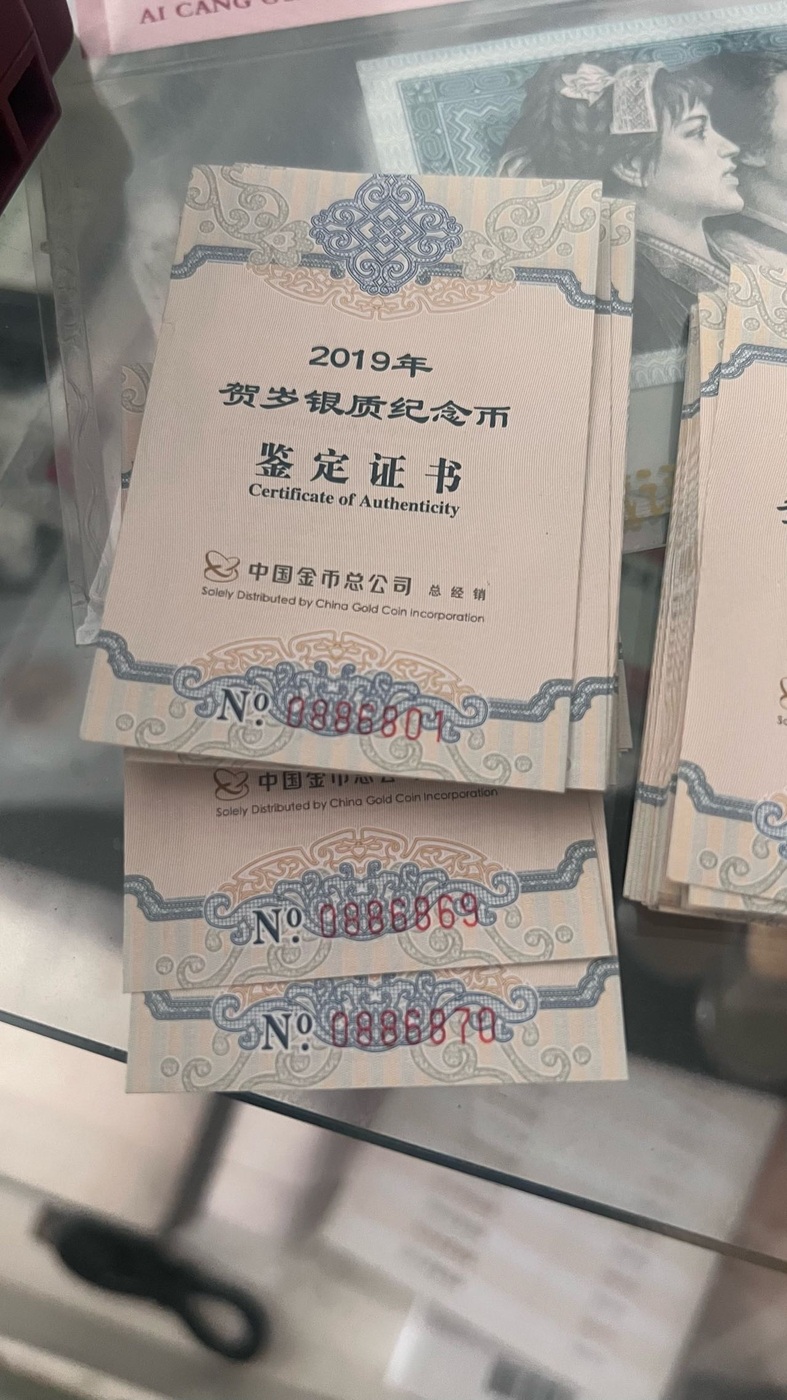 AI CANG
2019年
贺岁银质纪念币
鉴定证书
Certificate of Authenticity
中国金币总公司 总经销
Solely Distributed by China Gold Coin Incorporation
Nº 0886801
中国金币总公
Solely Distributed by China Gold Coin Incorporation
Nº 0886869
Nº 0886870